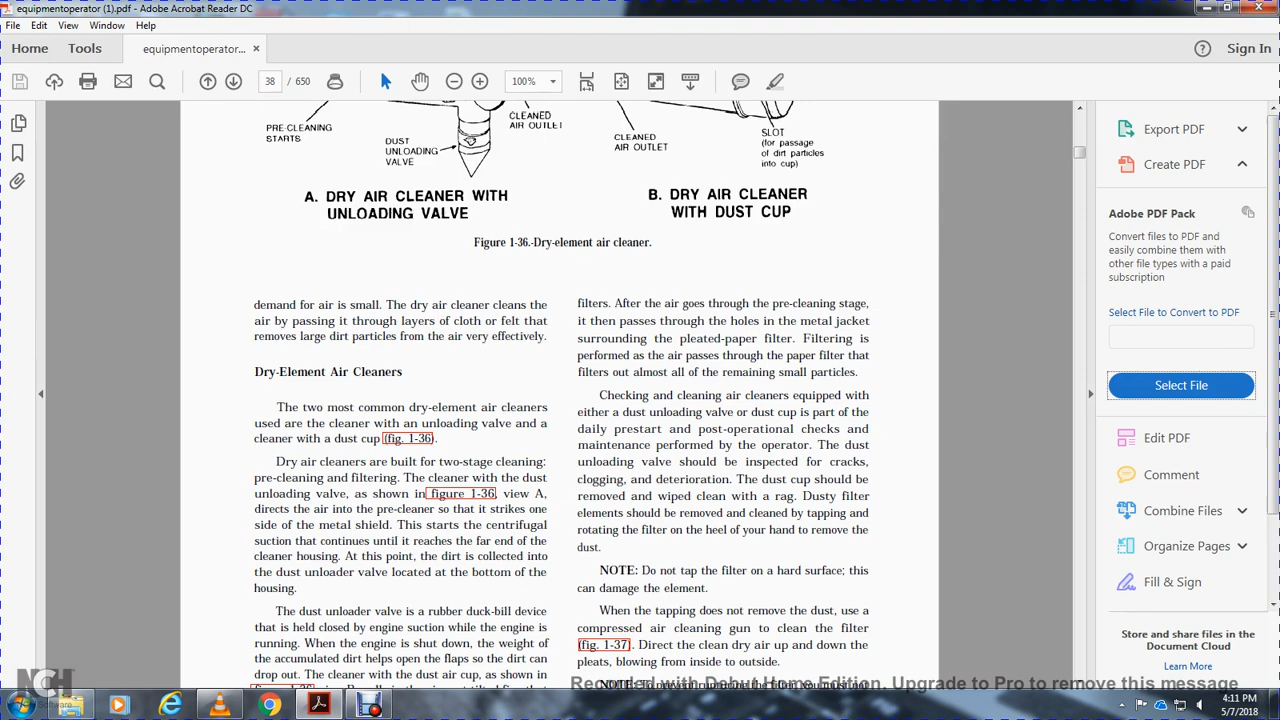 equipmentoperator (1).pdf - Adobe Acrobat Reader DC
File Edit View Window Help
Home Tools equipmentoperator... Sign In
38 / 650 100%
PRE-CLEANING
STARTS
DUST
UNLOADING
VALVE
CLEANED
AIR OUTLET
CLEANED
AIR OUTLET
SLOT
(for passage
of dirt particles
into cup)
A. DRY AIR CLEANER WITH
UNLOADING VALVE
B. DRY AIR CLEANER
WITH DUST CUP
Figure 1-36.-Dry-element air cleaner.
demand for air is small. The dry air cleaner cleans the
air by passing it through layers of cloth or felt that
removes large dirt particles from the air very effectively.
Dry-Element Air Cleaners
The two most common dry-element air cleaners
used are the cleaner with an unloading valve and a
cleaner with a dust cup (fig. 1-36).
Dry air cleaners are built for two-stage cleaning:
pre-cleaning and filtering. The cleaner with the dust
unloading valve, as shown in figure 1-36, view A,
directs the air into the pre-cleaner so that it strikes one
side of the metal shield. This starts the centrifugal
suction that continues until it reaches the far end of the
cleaner housing. At this point, the dirt is collected into
the dust unloader valve located at the bottom of the
housing.
The dust unloader valve is a rubber duck-bill device
that is held closed by engine suction while the engine is
running. When the engine is shut down, the weight of
the accumulated dirt helps open the flaps so the dirt can
drop out. The cleaner with the dust air cup, as shown in
filters. After the air goes through the pre-cleaning stage,
it then passes through the holes in the metal jacket
surrounding the pleated-paper filter. Filtering is
performed as the air passes through the paper filter that
filters out almost all of the remaining small particles.
Checking and cleaning air cleaners equipped with
either a dust unloading valve or dust cup is part of the
daily prestart and post-operational checks and
maintenance performed by the operator. The dust
unloading valve should be inspected for cracks,
clogging, and deterioration. The dust cup should be
removed and wiped clean with a rag. Dusty filter
elements should be removed and cleaned by tapping and
rotating the filter on the heel of your hand to remove the
dust.
NOTE: Do not tap the filter on a hard surface; this
can damage the element.
When the tapping does not remove the dust, use a
compressed air cleaning gun to clean the filter
(fig. 1-37). Direct the clean dry air up and down the
pleats, blowing from inside to outside.
Export PDF
Create PDF
Adobe PDF Pack
Convert files to PDF and
easily combine them with
other file types with a paid
subscription
Select File to Convert to PDF
Select File
Edit PDF
Comment
Combine Files
Organize Pages
Fill & Sign
Store and share files in the
Document Cloud
Learn More
NCH Software
Recorded with Debut Home Edition. Upgrade to Pro to remove this message
4:11 PM
5/7/2018